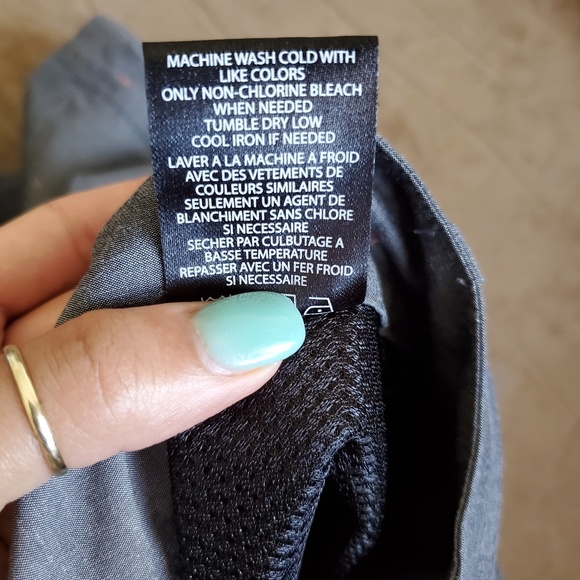 MACHINE WASH COLD WITH
LIKE COLORS
ONLY NON-CHLORINE BLEACH
WHEN NEEDED
TUMBLE DRY LOW
COOL IRON IF NEEDED
LAVER A LA MACHINE A FROID
AVEC DES VETEMENTS DE
COULEURS SIMILAIRES
SEULEMENT UN AGENT DE
BLANCHIMENT SANS CHLORE
SI NECESSAIRE
SECHER PAR CULBUTAGE A
BASSE TEMPERATURE
REPASSER AVEC UN FER FROID
SI NECESSAIRE